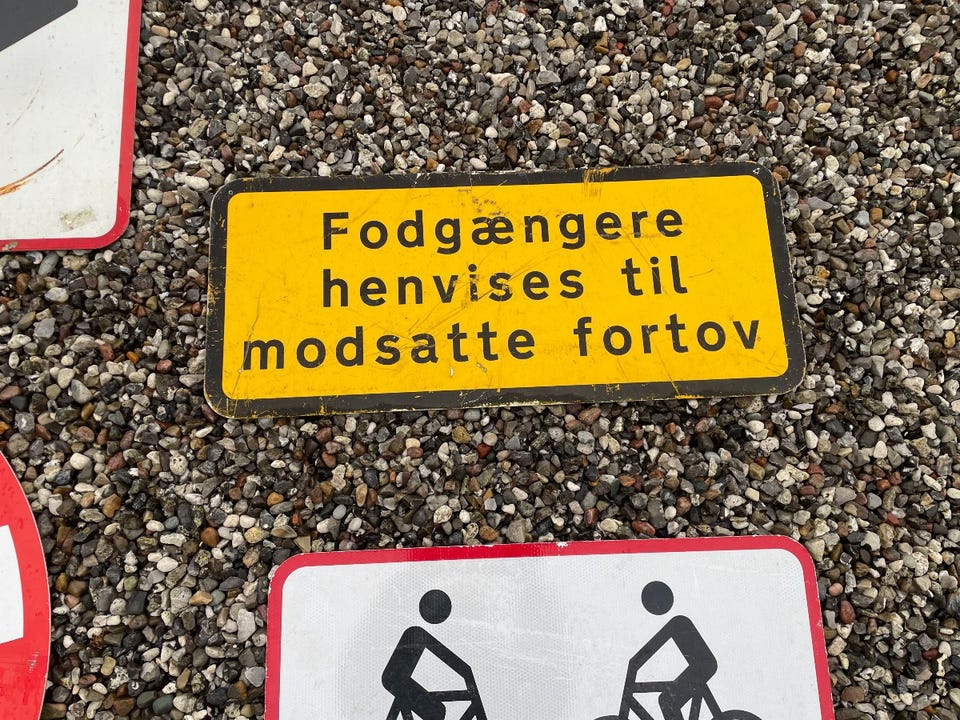 Fodgængere
henvises til
modsatte fortov